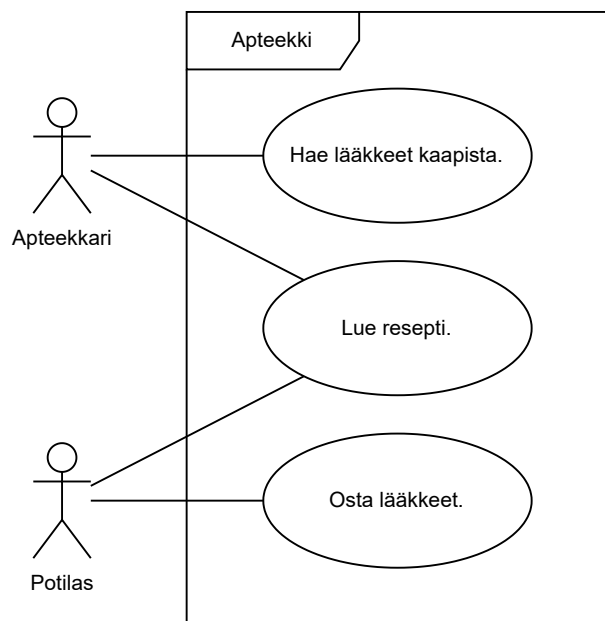 Apteekki
Hae lääkkeet kaapista.
Apteekkari
Lue resepti.
Osta lääkkeet.
Potilas